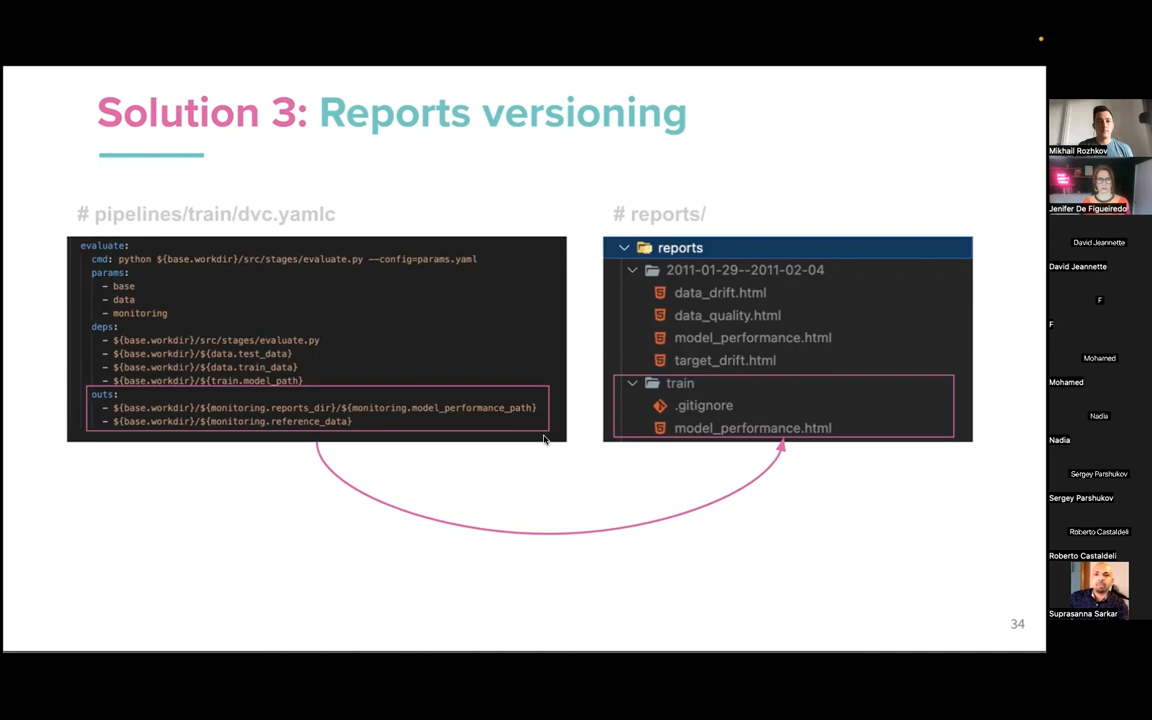 Solution 3: Reports versioning
# pipelines/train/dvc.yamlc
evaluate:
cmd: python ${base.workdir}/src/stages/evaluate.py --config=params.yaml
params:
- base
- data
- monitoring
deps:
- ${base.workdir}/src/stages/evaluate.py
- ${base.workdir}/${data.test_data}
- ${base.workdir}/${data.train_data}
- ${base.workdir}/${train.model_path}
outs:
- ${base.workdir}/${monitoring.reports_dir}/${monitoring.model_performance_path}
- ${base.workdir}/${monitoring.reference_data}
# reports/
reports
2011-01-29--2011-02-04
data_drift.html
data_quality.html
model_performance.html
target_drift.html
train
.gitignore
model_performance.html
34
Mikhail Rozhkov
Jenifer De Figueiredo
David Jeannette
David Jeannette
F
F
Mohamed
Mohamed
Nadia
Nadia
Sergey Parshukov
Sergey Parshukov
Roberto Castaldeli
Roberto Castaldeli
Suprasanna Sarkar